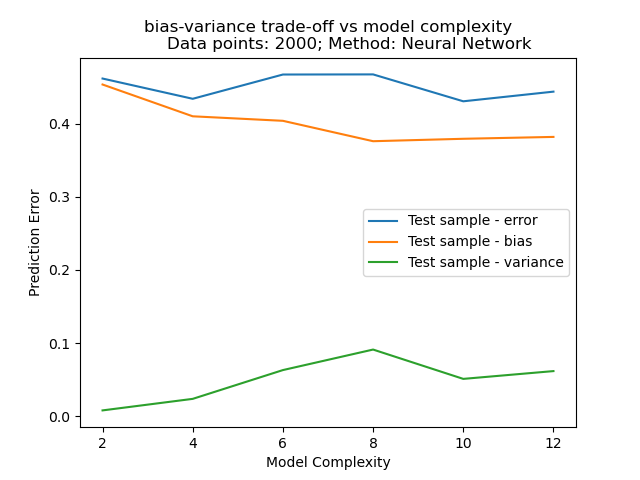 bias-variance trade-off vs model complexity
Data points: 2000; Method: Neural Network
Prediction Error
0.4
0.3
0.2
0.1
0.0
Test sample - error
Test sample - bias
Test sample - variance
2 4 6 8 10 12
Model Complexity